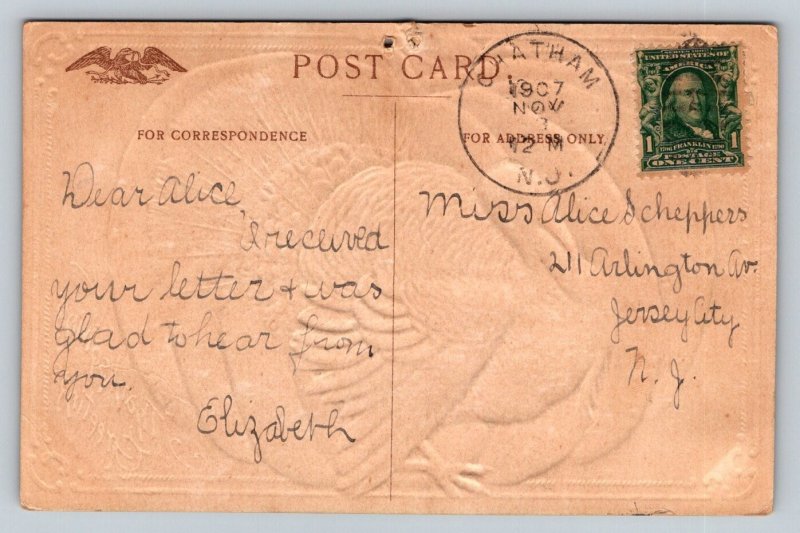 POST CARD
FOR CORRESPONDENCE
FOR ADDRESS ONLY.
CHATHAM
1907
NOV
12 M
N.J.
UNITED STATES OF
AMERICA
1 1
1706 FRANKLIN 1790
POSTAGE
ONE CENT
Dear Alice
I received
your letter + was
glad to hear from
you.
Elizabeth
Miss Alice Scheppers
211 Arlington Av.
Jersey City
N. J.